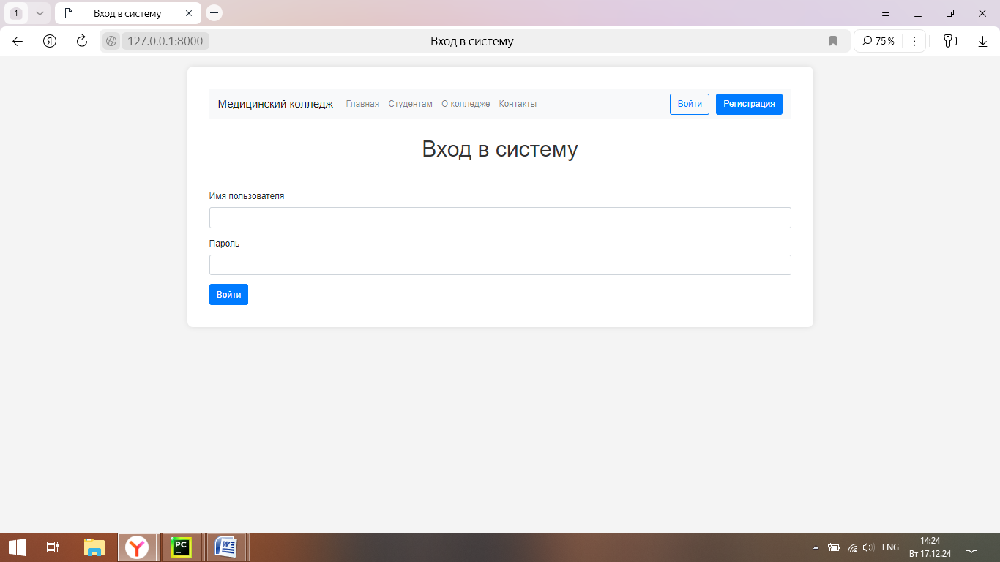 1
Вход в систему
127.0.0.1:8000
Вход в систему
75 %
Медицинский колледж Главная Студентам О колледже Контакты Войти Регистрация
Вход в систему
Имя пользователя
Пароль
Войти
PC
W
ENG
14:24
Вт 17.12.24